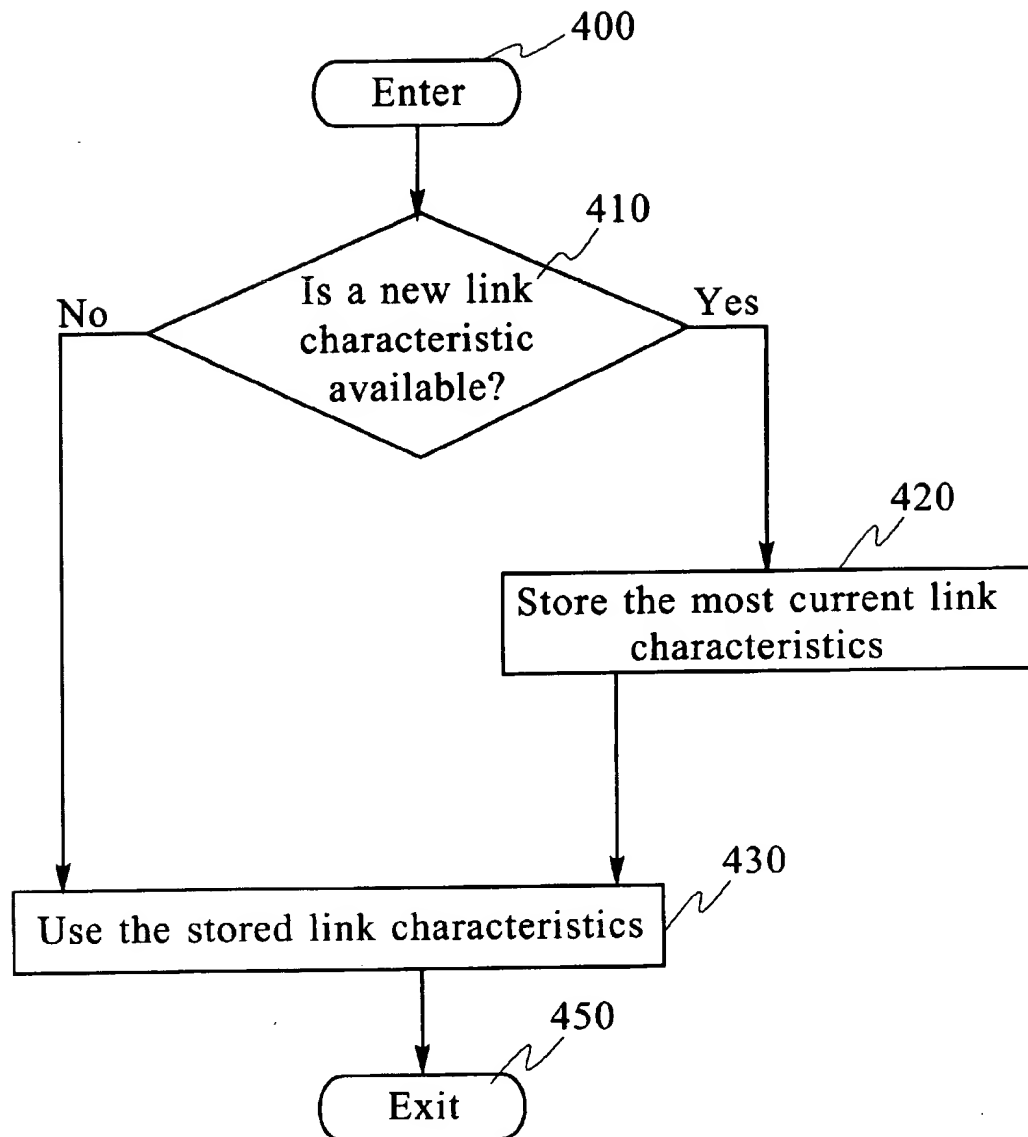 400
Enter
410
Is a new link
characteristic
available?
No
Yes
420
Store the most current link
characteristics
430
Use the stored link characteristics
450
Exit